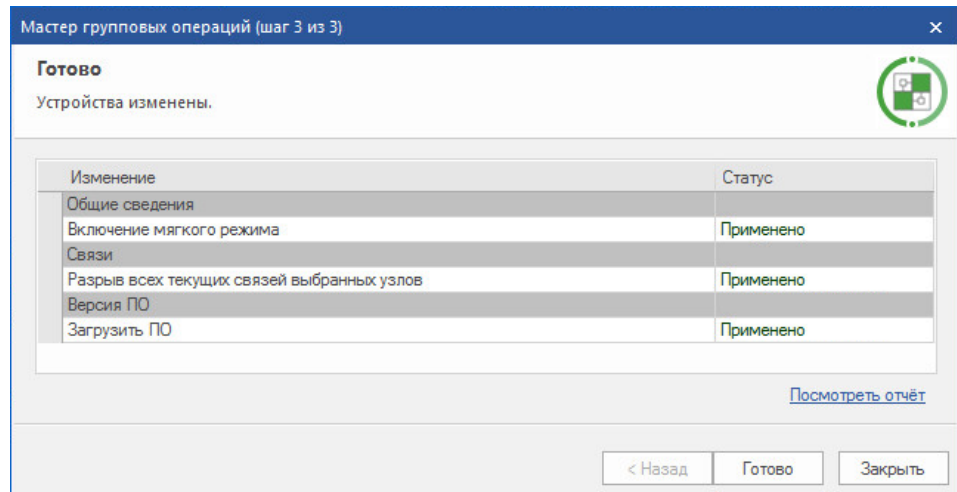 Мастер групповых операций (шаг 3 из 3)
Готово
Устройства изменены.
Изменение Статус
Общие сведения
Включение мягкого режима Применено
Связи
Разрыв всех текущих связей выбранных узлов Применено
Версия ПО
Загрузить ПО Применено
Посмотреть отчёт
< Назад Готово Закрыть